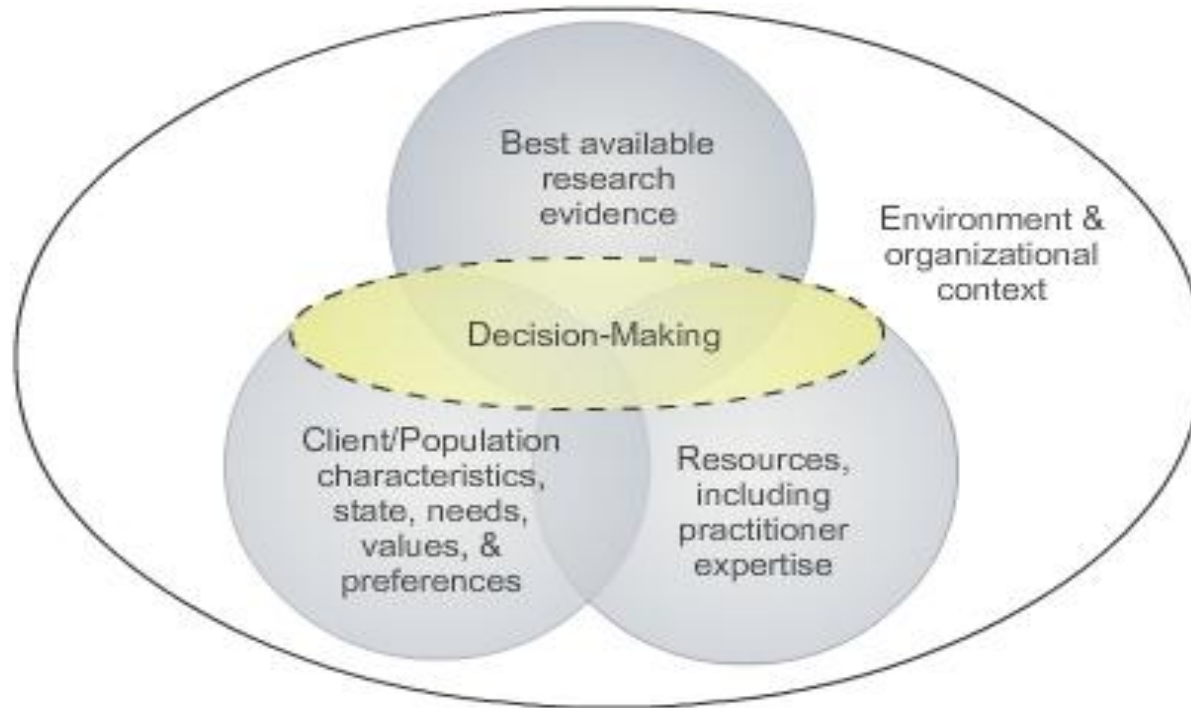 Best available
research
evidence
Environment &
organizational
context
Decision-Making
Client/Population
characteristics,
state, needs,
values, &
preferences
Resources,
including
practitioner
expertise